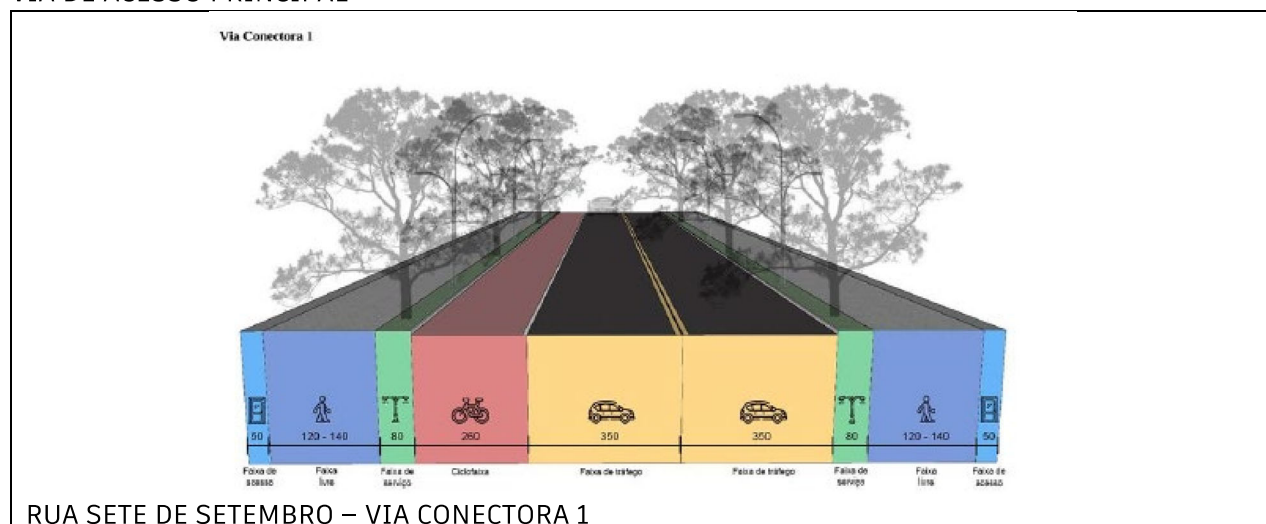 VIA DE ACESSO PRINCIPAL
Via Conectora 1
50 120 - 140 80 260 350 350 80 120 - 140 50
Faixa de acesso Faixa livre Faixa de serviço Ciclofaixa Faixa de tráfego Faixa de tráfego Faixa de serviço Faixa livre Faixa de acesso
RUA SETE DE SETEMBRO – VIA CONECTORA 1